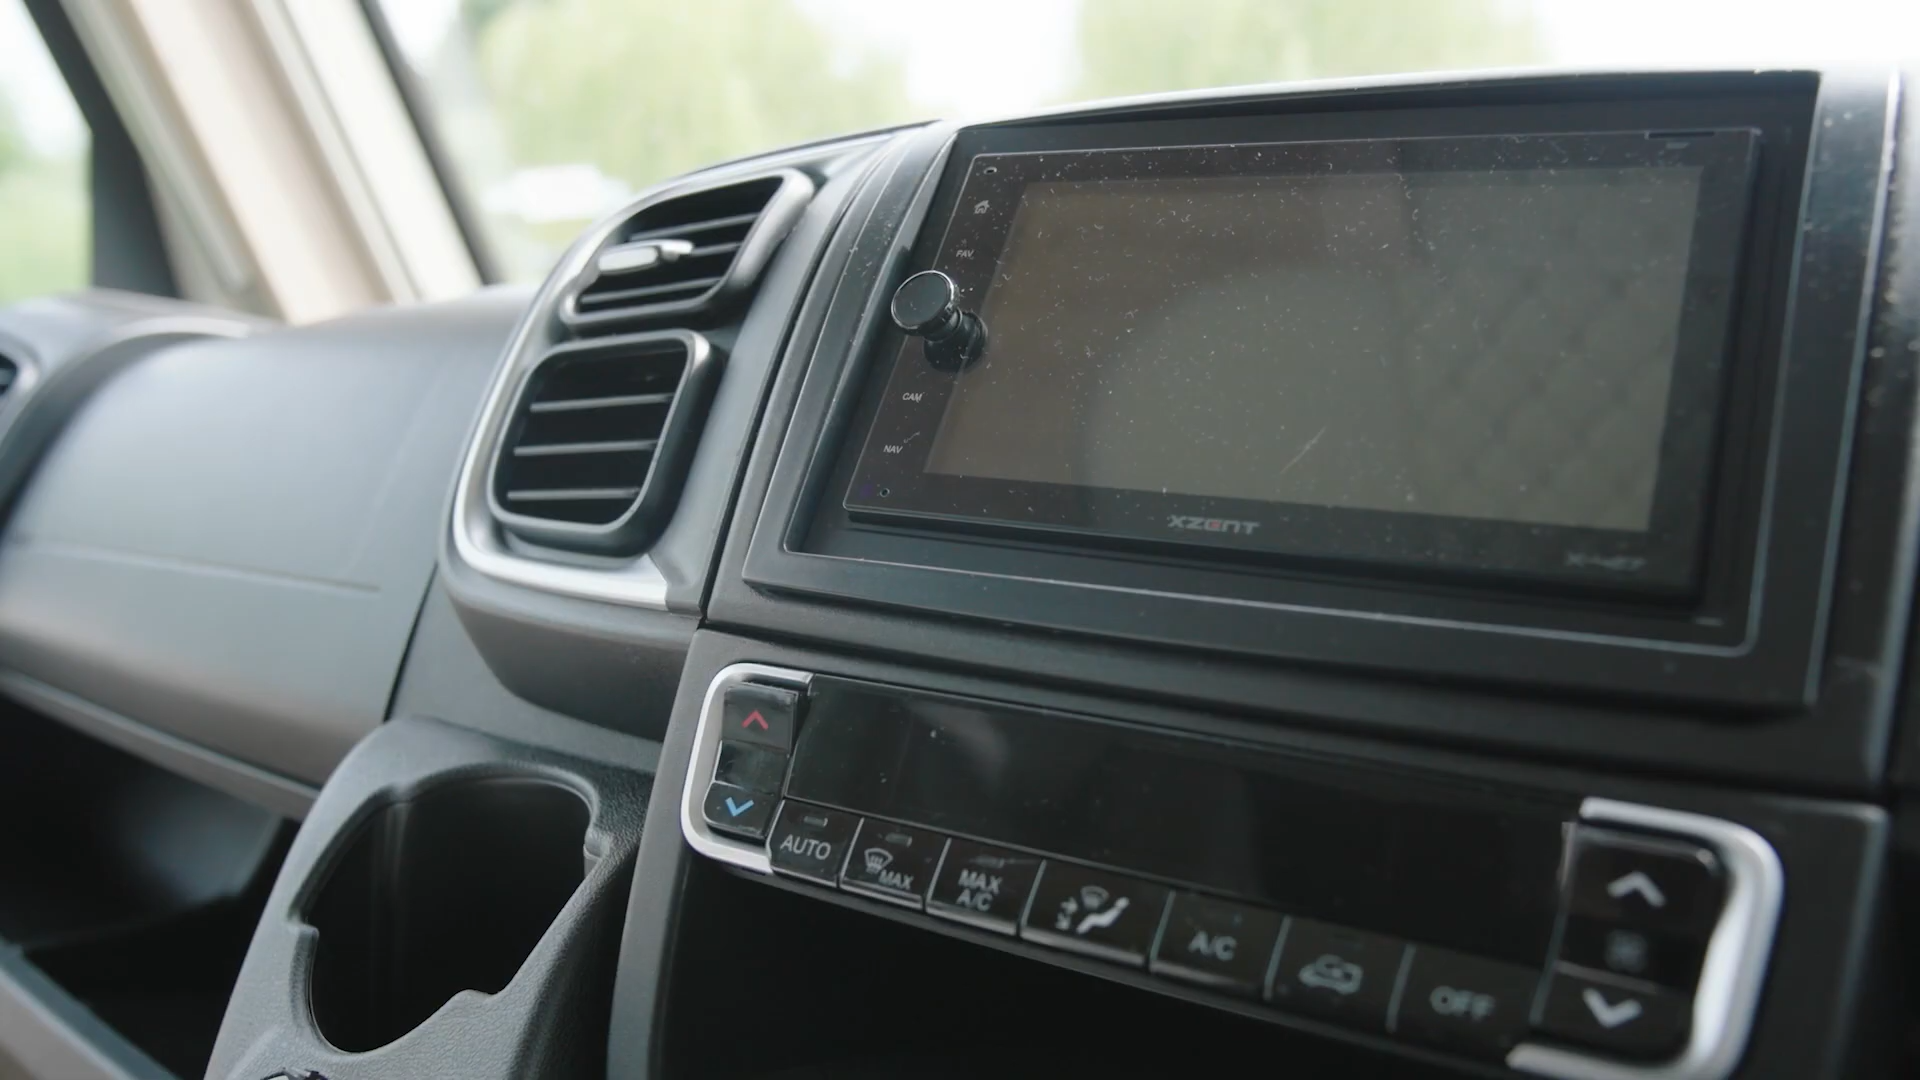 FAV
CAM
NAV
XZENT
AUTO
MAX
MAX
A/C
A/C
OFF